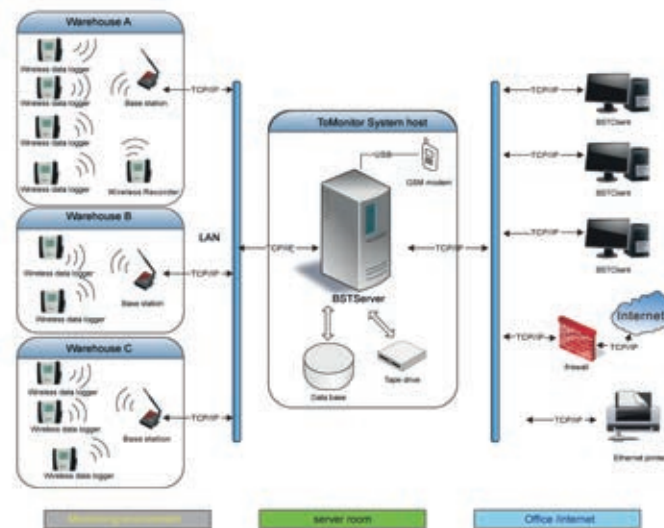 Warehouse A
Wireless data logger
Wireless data logger
Wireless data logger
Wireless data logger
Wireless Recorder
Base station
TCP/IP
Warehouse B
Wireless data logger
Wireless data logger
Base station
TCP/IP
Warehouse C
Wireless data logger
Wireless data logger
Wireless data logger
Base station
TCP/IP
LAN
TCP/IP
ToMonitor System host
USB
GSM modem
BSTServer
Data base
Tape drive
TCP/IP
TCP/IP
BSTClient
TCP/IP
BSTClient
TCP/IP
BSTClient
TCP/IP
firewall
TCP/IP
Internet
TCP/IP
Ethernet printer
server room
Office /internet